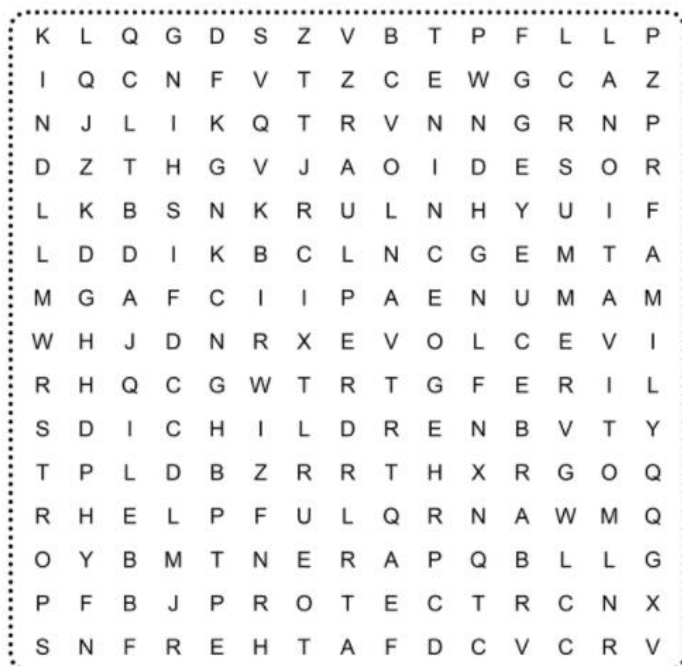 K L Q G D S Z V B T P F L L P
I Q C N F V T Z C E W G C A Z
N J L I K Q T R V N N G R N P
D Z T H G V J A O I D E S O R
L K B S N K R U L N H Y U I F
L D D I K B C L N C G E M T A
M G A F C I I P A E N U M A M
W H J D N R X E V O L C E V I
R H Q C G W T R T G F E R I L
S D I C H I L D R E N B V T Y
T P L D B Z R R T H X R G O Q
R H E L P F U L Q R N A W M Q
O Y B M T N E R A P Q B L L G
P F B J P R O T E C T R C N X
S N F R E H T A F D C V C R V